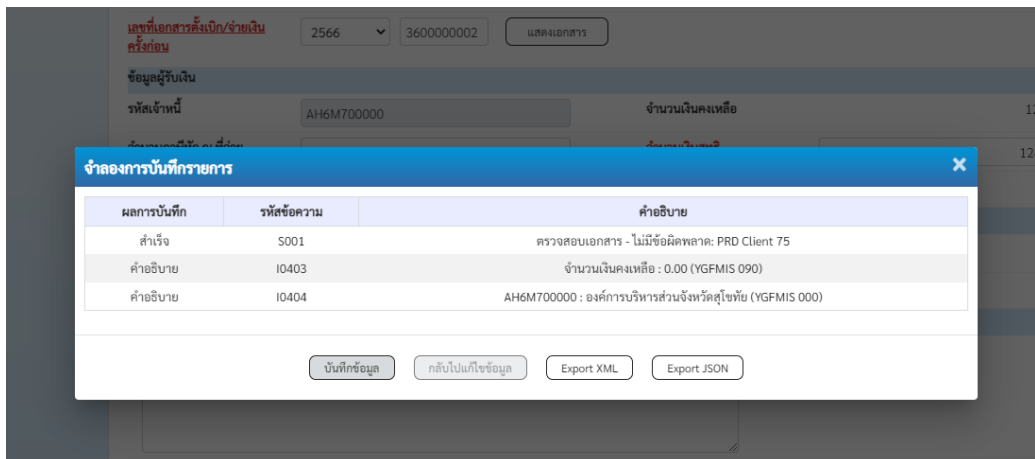 เลขที่เอกสารตั้งเบิก/จ่ายเงิน 2566 3600000002 แสดงเอกสาร
ครั้งก่อน
ข้อมูลผู้รับเงิน
รหัสเจ้าหนี้ AH6M700000 จำนวนเงินคงเหลือ
จำลองการบันทึกรายการ
ผลการบันทึก รหัสข้อความ คำอธิบาย
สำเร็จ S001 ตรวจสอบเอกสาร - ไม่มีข้อผิดพลาด: PRD Client 75
คำอธิบาย I0403 จำนวนเงินคงเหลือ : 0.00 (YGFMIS 090)
คำอธิบาย I0404 AH6M700000 : องค์การบริหารส่วนจังหวัดสุโขทัย (YGFMIS 000)
บันทึกข้อมูล กลับไปแก้ไขข้อมูล Export XML Export JSON